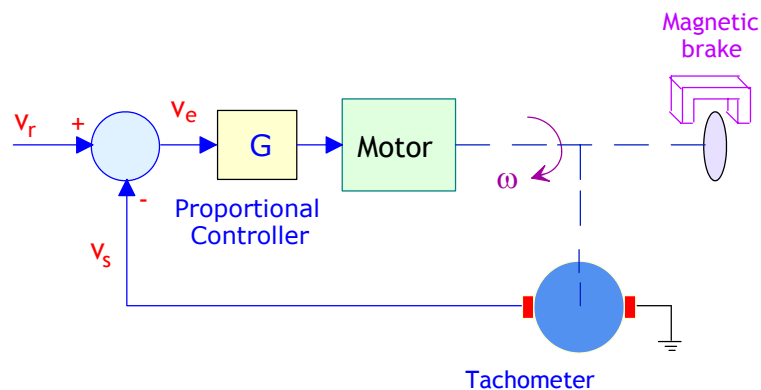 Magnetic
brake
v_r
+
v_e
G
Motor
ω
-
Proportional
Controller
v_s
Tachometer